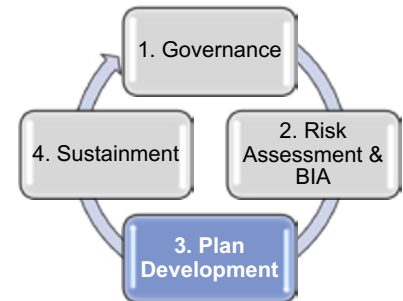 1. Governance
2. Risk
Assessment &
BIA
3. Plan
Development
4. Sustainment